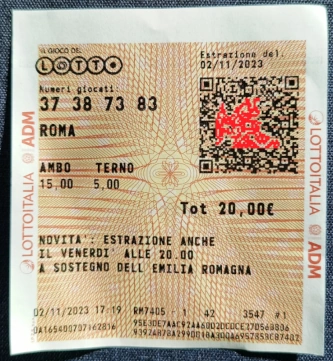 IL GIOCO DEL
LOTTO
Estrazione del
02/11/2023
Numeri giocati:
37 38 73 83
ROMA
AMBO TERNO
15,00 5,00
Tot 20,00€
NOVITA': ESTRAZIONE ANCHE
IL VENERDI' ALLE 20.00
A SOSTEGNO DELL EMILIA ROMAGNA
02/11/2023 17:19 RM7405 1 42 3547 #1
LOTTOITALIA ADM
LOTTOITALIA ADM